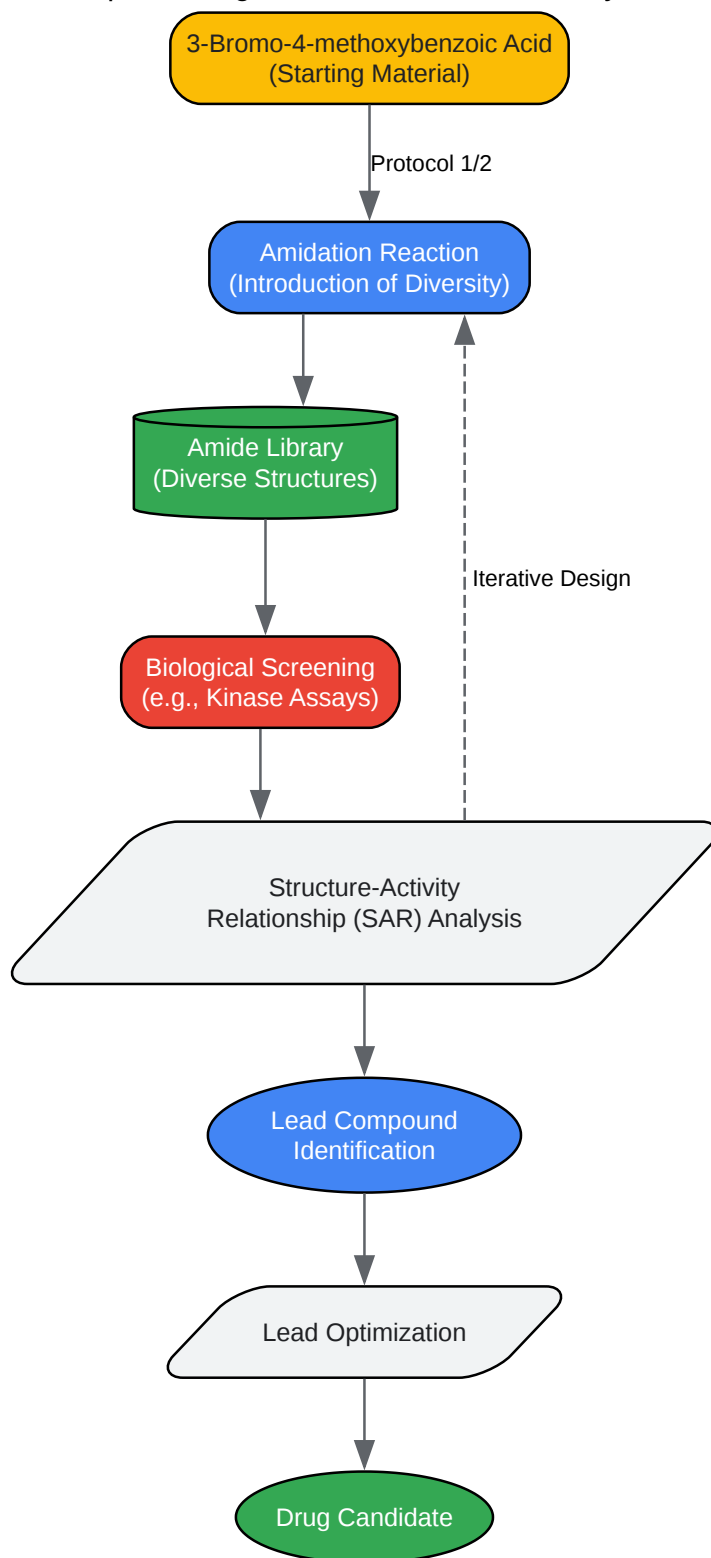 3-Bromo-4-methoxybenzoic Acid
(Starting Material)
Protocol 1/2
Amidation Reaction
(Introduction of Diversity)
Amide Library
(Diverse Structures)
Iterative Design
Biological Screening
(e.g., Kinase Assays)
Structure-Activity
Relationship (SAR) Analysis
Lead Compound
Identification
Lead Optimization
Drug Candidate